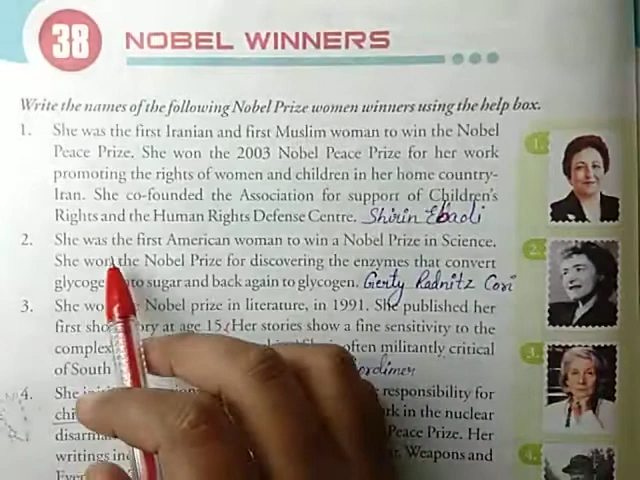 38 NOBEL WINNERS
Write the names of the following Nobel Prize women winners using the help box.
1. She was the first Iranian and first Muslim woman to win the Nobel
Peace Prize. She won the 2003 Nobel Peace Prize for her work
promoting the rights of women and children in her home country-
Iran. She co-founded the Association for support of Children's
Rights and the Human Rights Defense Centre. Shirin Ebadi
1.
2. She was the first American woman to win a Nobel Prize in Science.
She won the Nobel Prize for discovering the enzymes that convert
glycoge to sugar and back again to glycogen. Gerty Radnitz Cori
2.
3. She wo Nobel prize in literature, in 1991. She published her
first sho ory at age 15. Her stories show a fine sensitivity to the
complex often militantly critical
of South ordimer
3.
4. She responsibility for
chi k in the nuclear
disarm Peace Prize. Her
writings in Weapons and
4.